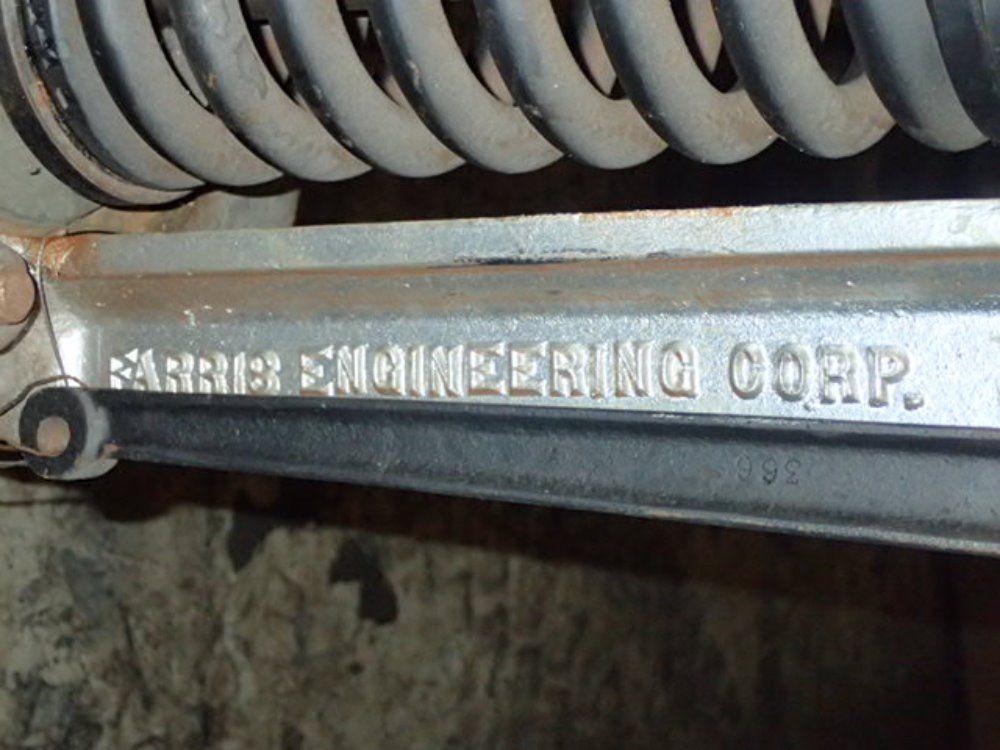 FARRIS ENGINEERING CORP.
366